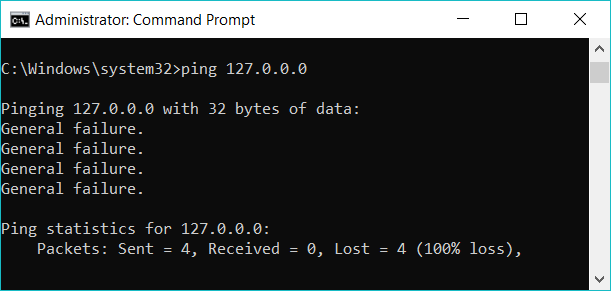 Administrator: Command Prompt
C:\Windows\system32>ping 127.0.0.0
Pinging 127.0.0.0 with 32 bytes of data:
General failure.
General failure.
General failure.
General failure.
Ping statistics for 127.0.0.0:
    Packets: Sent = 4, Received = 0, Lost = 4 (100% loss),